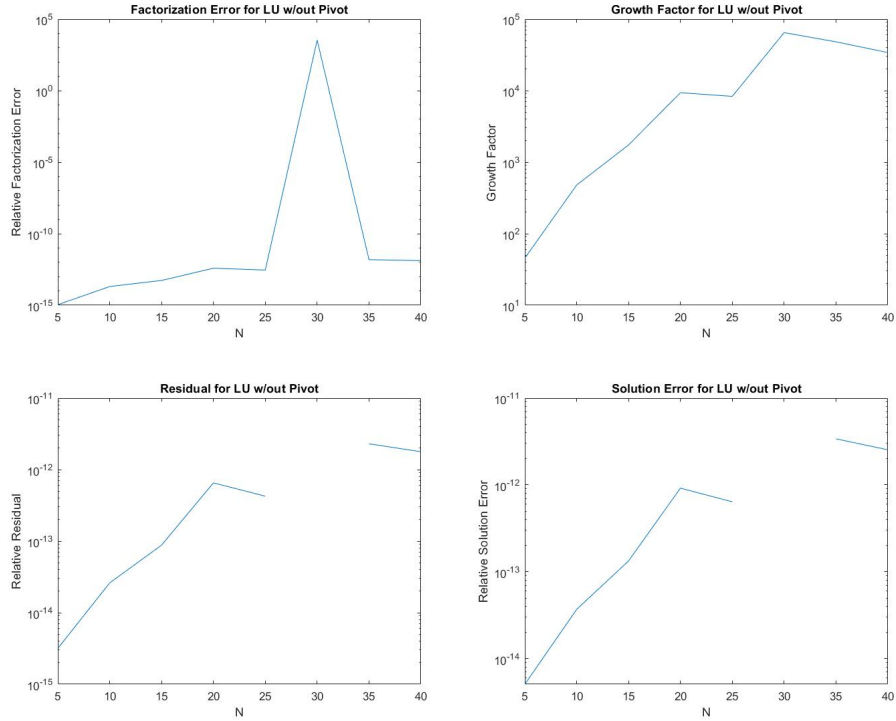 Factorization Error for LU w/out Pivot
Relative Factorization Error
10^5
10^0
10^-5
10^-10
10^-15
5 10 15 20 25 30 35 40
N
Growth Factor for LU w/out Pivot
Growth Factor
10^5
10^4
10^3
10^2
10^1
5 10 15 20 25 30 35 40
N
Residual for LU w/out Pivot
Relative Residual
10^-11
10^-12
10^-13
10^-14
10^-15
5 10 15 20 25 30 35 40
N
Solution Error for LU w/out Pivot
Relative Solution Error
10^-11
10^-12
10^-13
10^-14
5 10 15 20 25 30 35 40
N